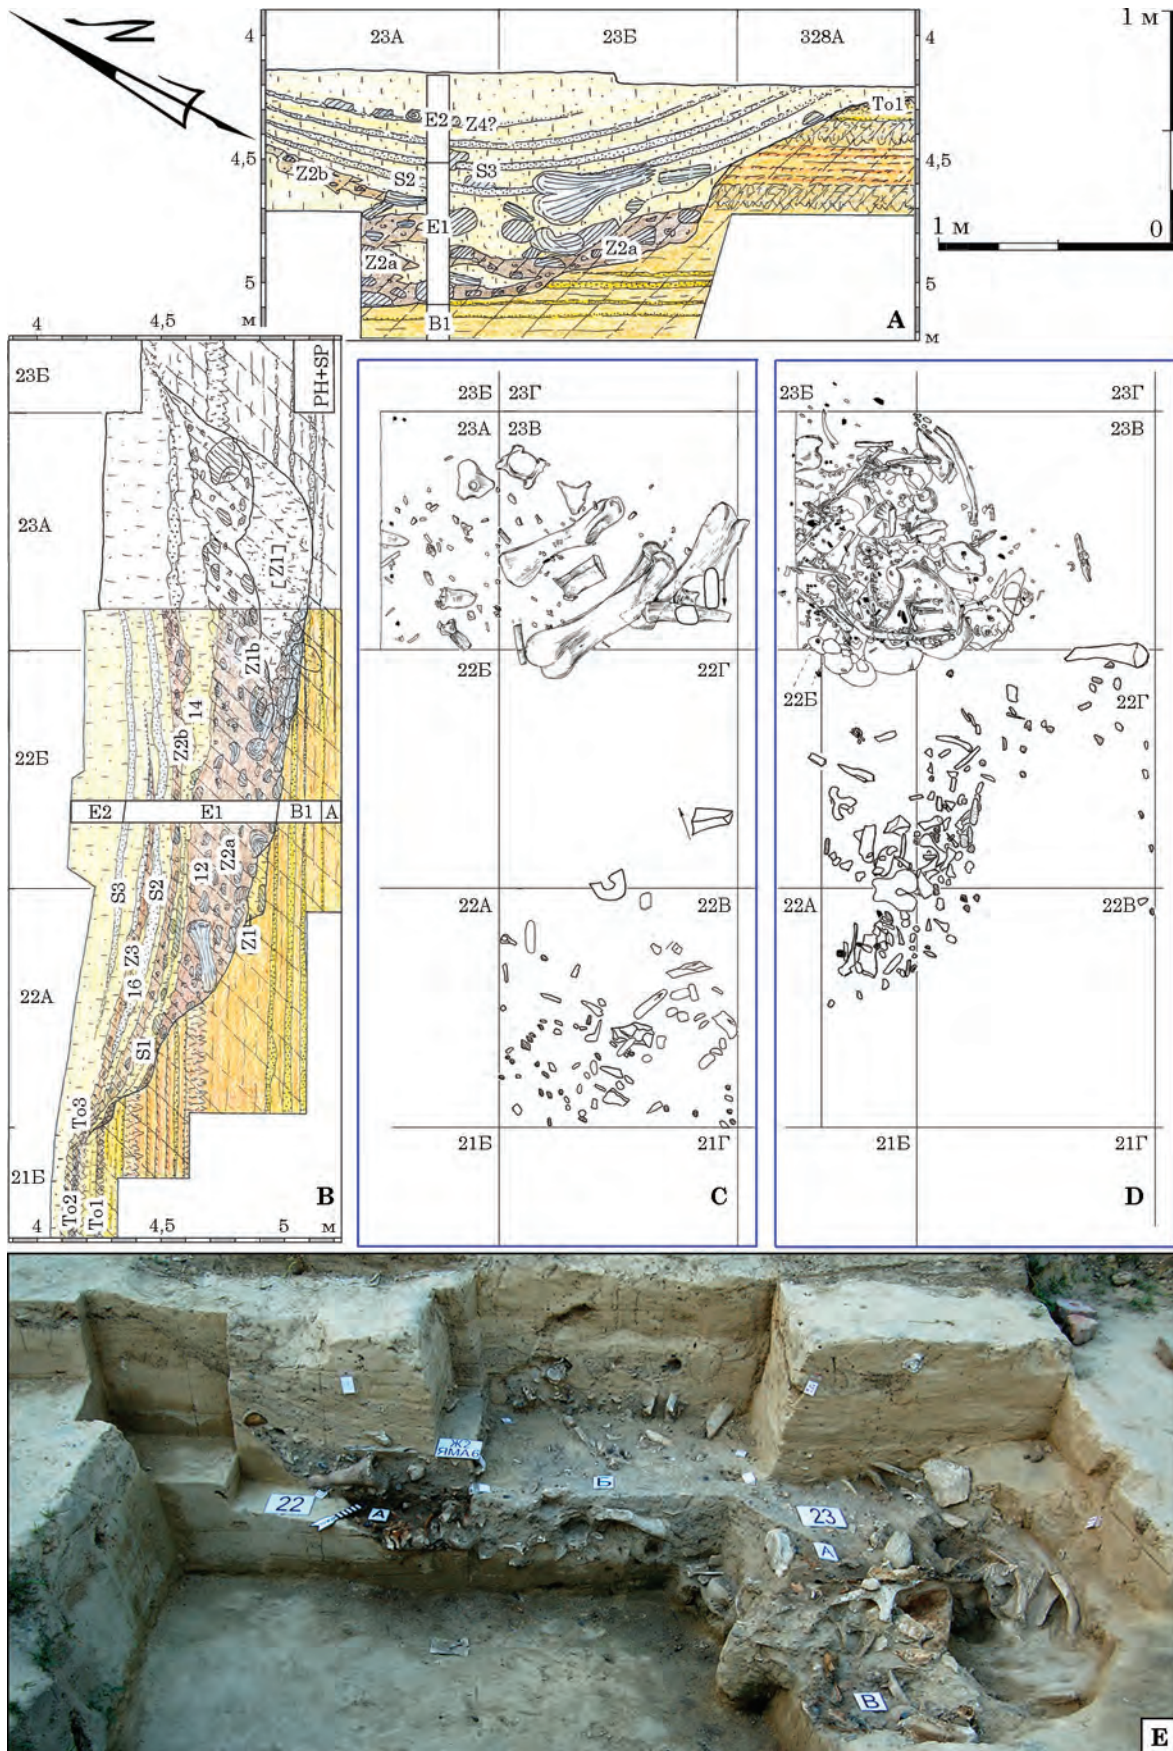 N
23А 23Б 328А
1 м
4 4
E2 Z4? To1
4,5 4,5
Z2b S2 S3
E1
Z2a Z2a
1 м 0
5 5
B1 A
м м
4 4,5 м B
23Б PH+SP
23А
[Z1]
Z1b
14
Z2b
22Б
E2 E1 B1 A
S3 S2 12 Z2a
Z3 Z1
16
22А
S1
To3
21Б
To2 To1
B
4 4,5 5 м
23Б 23Г
23А 23В
22Б 22Г
22А 22В
21Б 21Г
C
23Б 23Г
23В
22Б 22Г
22А 22В
21Б 21Г
D
Ж2
ЯМА6
Б
22 А
23
А
В
E